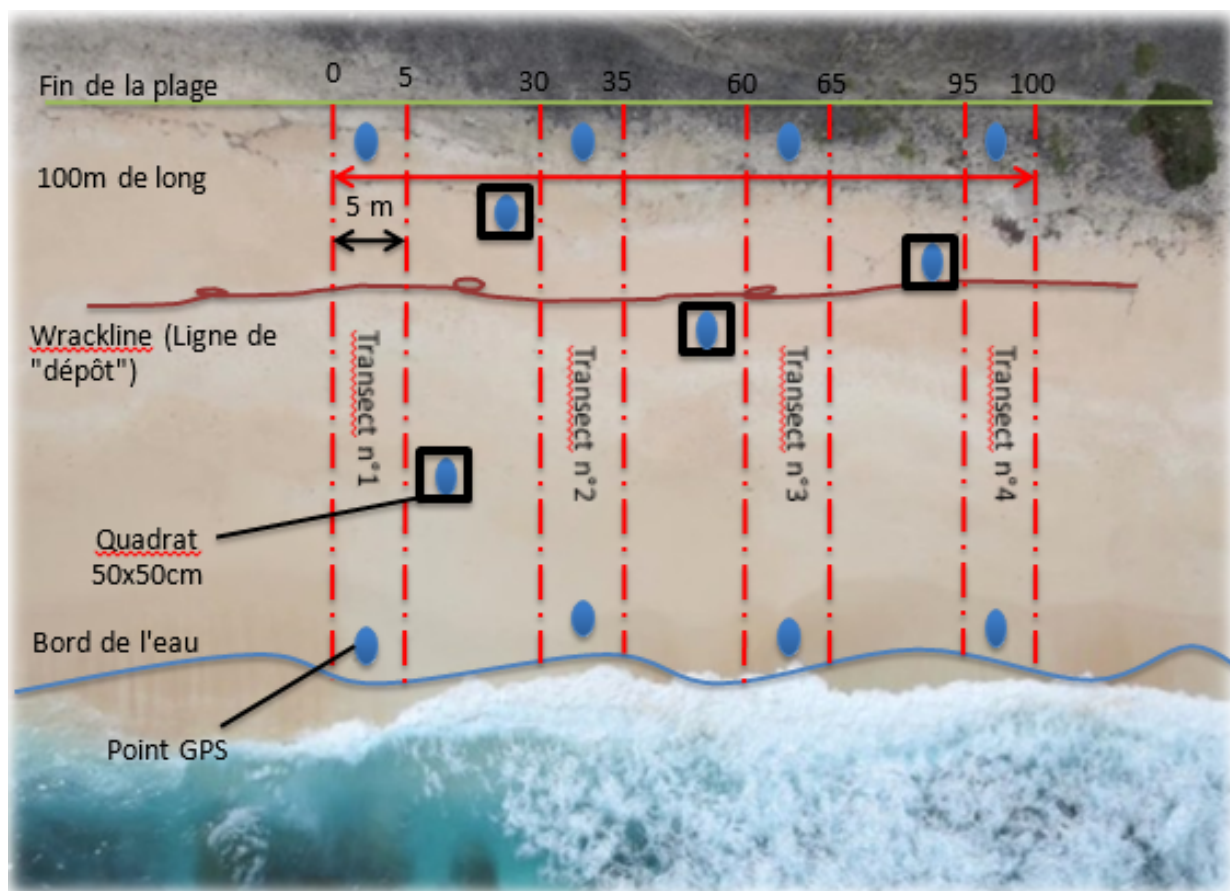 0 5 30 35 60 65 95 100
Fin de la plage
100m de long
5 m
Wrackline (Ligne de
"dépôt")
Transect n°1
Transect n°2
Transect n°3
Transect n°4
Quadrat
50x50cm
Bord de l'eau
Point GPS